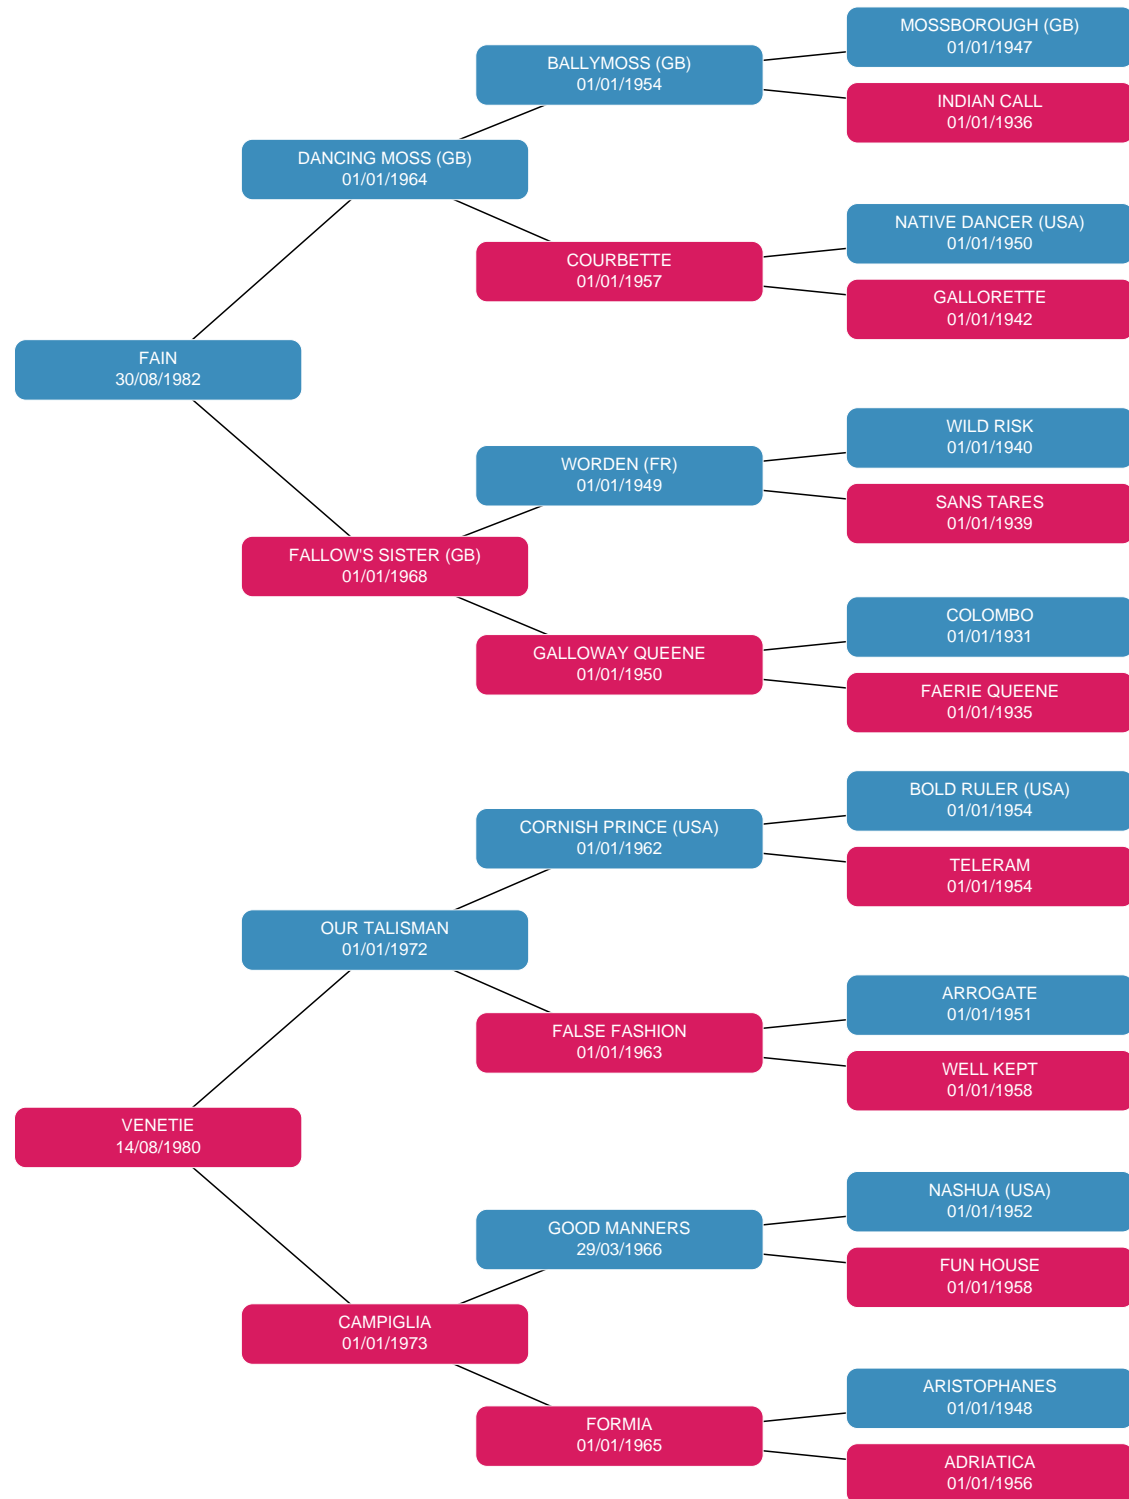 MOSSBOROUGH (GB)
01/01/1947
BALLYMOSS (GB)
01/01/1954
INDIAN CALL
01/01/1936
DANCING MOSS (GB)
01/01/1964
NATIVE DANCER (USA)
01/01/1950
COURBETTE
01/01/1957
GALLORETTE
01/01/1942
FAIN
30/08/1982
WILD RISK
01/01/1940
WORDEN (FR)
01/01/1949
SANS TARES
01/01/1939
FALLOW'S SISTER (GB)
01/01/1968
COLOMBO
01/01/1931
GALLOWAY QUEENE
01/01/1950
FAERIE QUEENE
01/01/1935
BOLD RULER (USA)
01/01/1954
CORNISH PRINCE (USA)
01/01/1962
TELERAM
01/01/1954
OUR TALISMAN
01/01/1972
ARROGATE
01/01/1951
FALSE FASHION
01/01/1963
WELL KEPT
01/01/1958
VENETIE
14/08/1980
NASHUA (USA)
01/01/1952
GOOD MANNERS
29/03/1966
FUN HOUSE
01/01/1958
CAMPIGLIA
01/01/1973
ARISTOPHANES
01/01/1948
FORMIA
01/01/1965
ADRIATICA
01/01/1956